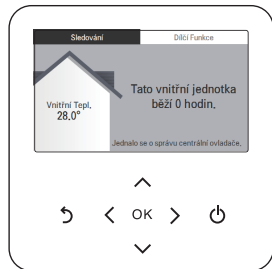 Sledování
Dílčí Funkce
Vnitřní Tepl.
28.0°
Tato vnitřní jednotka
běží 0 hodin.
Jednalo se o správu centrální ovladače.
OK